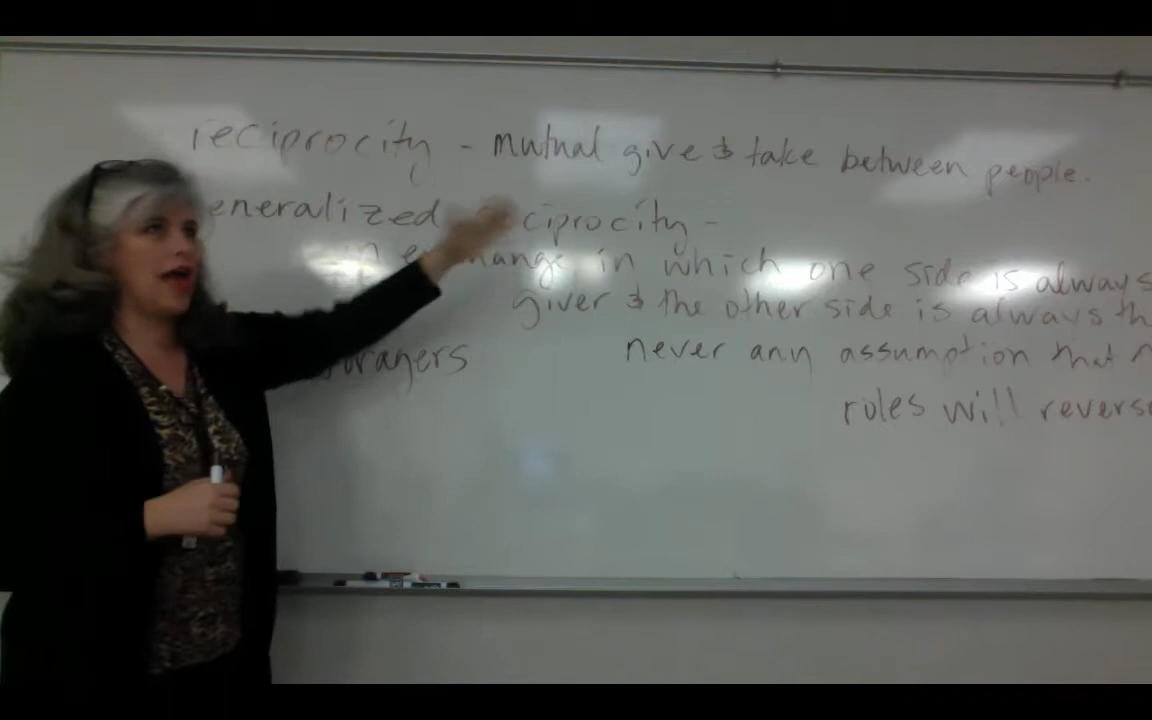 reciprocity - mutual give & take between people.
eneralized ciprocity -
in which one side is always
giver & the other side is always th
never any assumption that
roles will revers